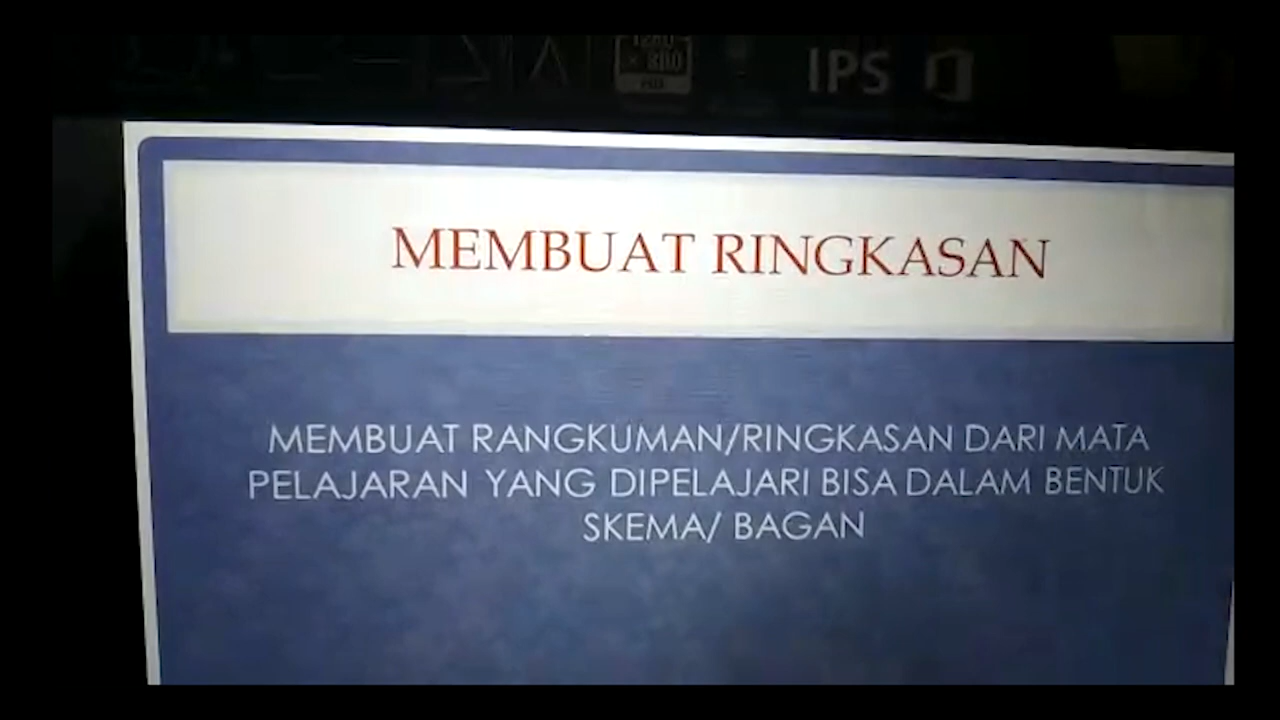 IPS
MEMBUAT RINGKASAN
MEMBUAT RANGKUMAN/RINGKASAN DARI MATA
PELAJARAN YANG DIPELAJARI BISA DALAM BENTUK
SKEMA/ BAGAN